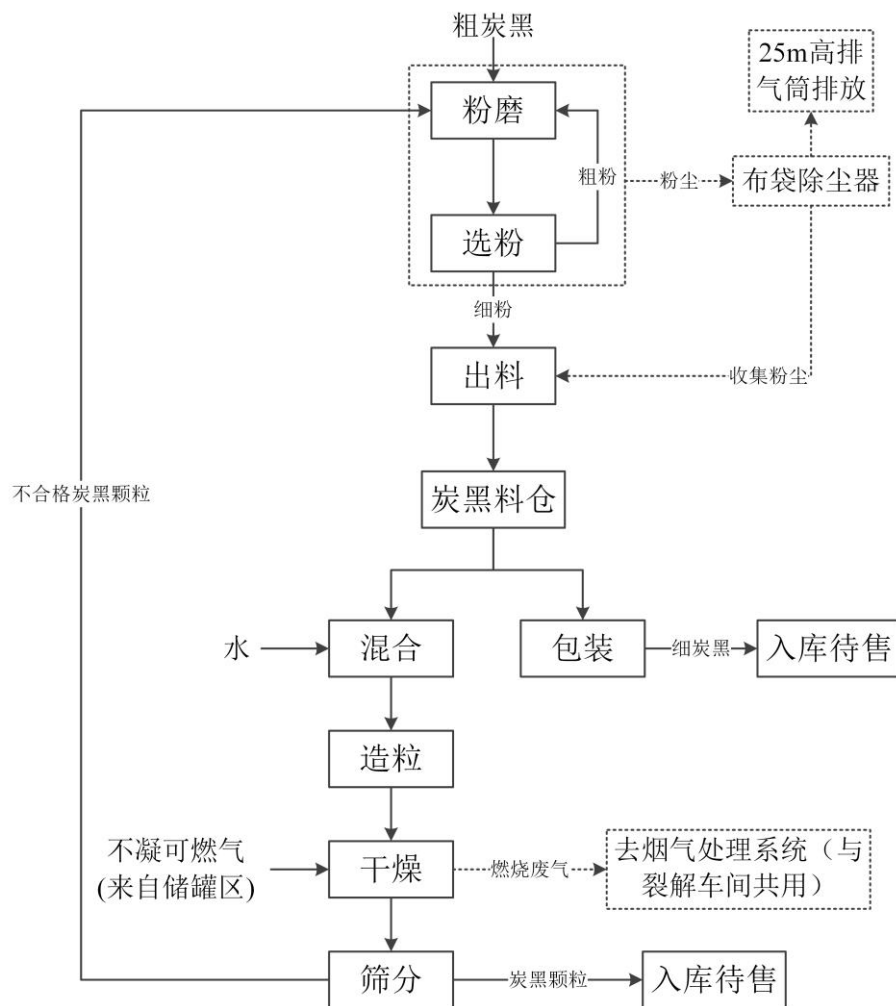 粗炭黑
25m高排
气筒排放
粉磨
粗粉
粉尘
布袋除尘器
选粉
细粉
出料
收集粉尘
不合格炭黑颗粒
炭黑料仓
水
混合
包装
细炭黑
入库待售
造粒
不凝可燃气
(来自储罐区)
干燥
燃烧废气
去烟气处理系统（与
裂解车间共用）
筛分
炭黑颗粒
入库待售